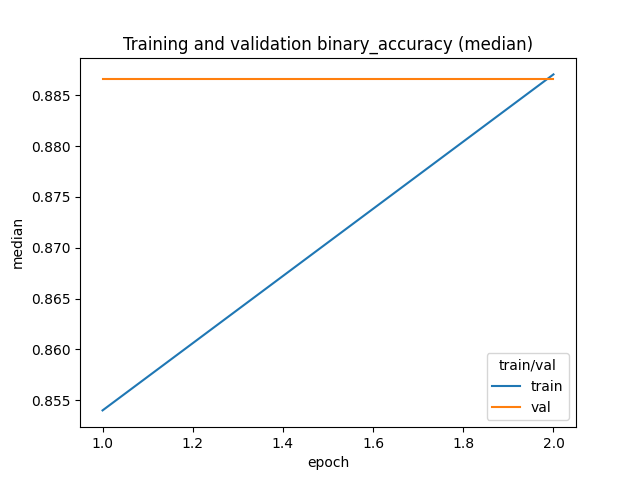 Training and validation binary_accuracy (median)
median
0.885
0.880
0.875
0.870
0.865
0.860
0.855
1.0 1.2 1.4 1.6 1.8 2.0
epoch
train/val
train
val